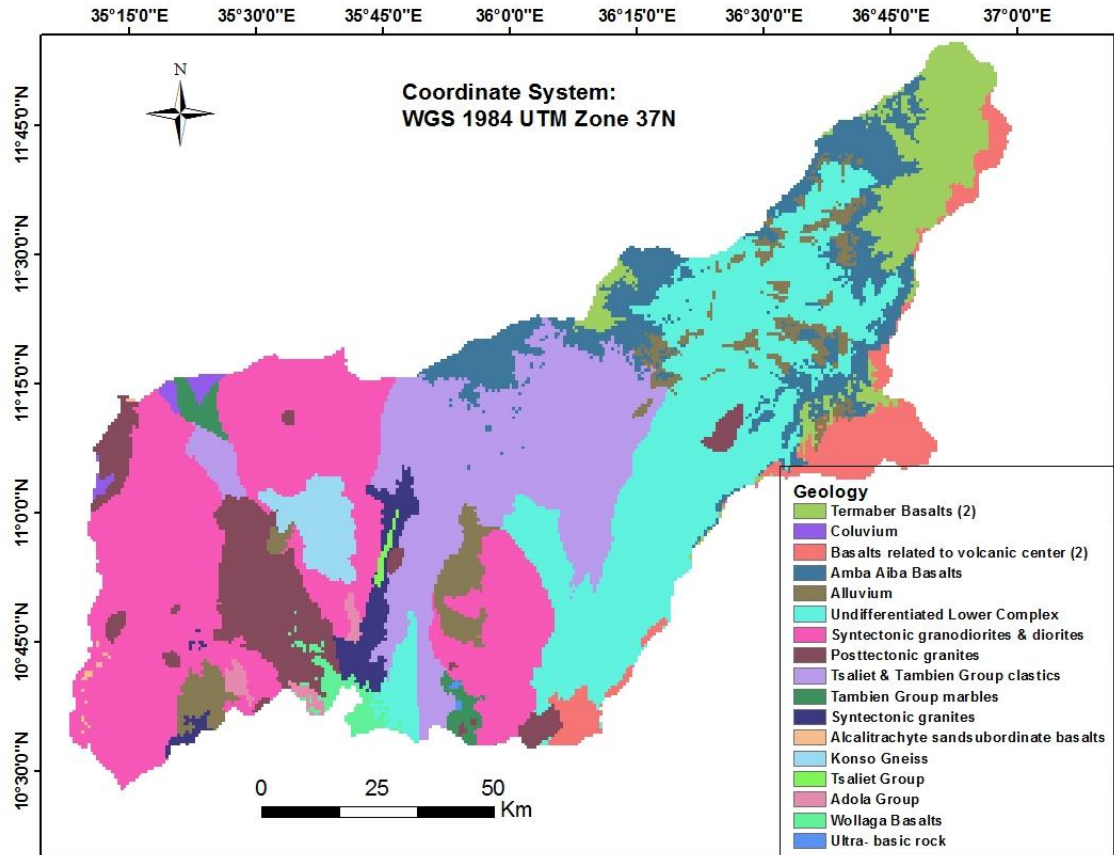 35°15'0"E 35°30'0"E 35°45'0"E 36°0'0"E 36°15'0"E 36°30'0"E 36°45'0"E 37°0'0"E
N
Coordinate System:
WGS 1984 UTM Zone 37N
11°45'0"N
11°30'0"N
11°15'0"N
11°0'0"N
10°45'0"N
10°30'0"N
Geology
Termaber Basalts (2)
Coluvium
Basalts related to volcanic center (2)
Amba Aiba Basalts
Alluvium
Undifferentiated Lower Complex
Syntectonic granodiorites & diorites
Posttectonic granites
Tsaliet & Tambien Group clastics
Tambien Group marbles
Syntectonic granites
Alcalitrachyte sandsubordinate basalts
Konso Gneiss
Tsaliet Group
Adola Group
Wollaga Basalts
Ultra- basic rock
0 25 50
Km